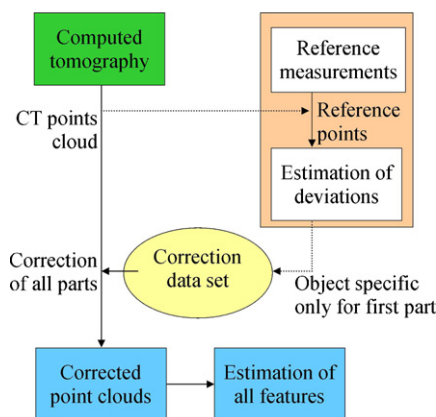 Computed
tomography
Reference
measurements
CT points
cloud
Reference
points
Estimation of
deviations
Correction
of all parts
Correction
data set
Object specific
only for first part
Corrected
point clouds
Estimation of
all features